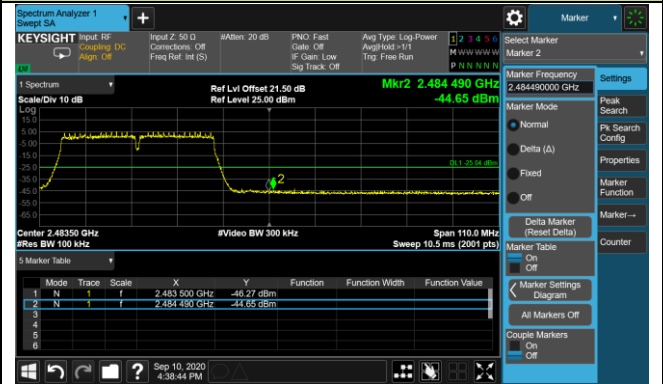 Spectrum Analyzer 1
Swept SA
KEYSIGHT
Input: RF
Coupling: DC
Align: Off
Input Z: 50 Ω
Corrections: Off
Freq Ref: Int (S)
#Atten: 20 dB
PNO: Fast
Gate: Off
IF Gain: Low
Sig Track: Off
Avg Type: Log-Power
Avg|Hold:>1/1
Trig: Free Run
1 2 3 4 5 6
M W W W W W
P N N N N N
1 Spectrum
Scale/Div 10 dB
Ref Lvl Offset 21.50 dB
Ref Level 25.00 dBm
Mkr2 2.484 490 GHz
-44.65 dBm
Log
15.0
5.00
-5.00
-15.0
-25.0
-35.0
-45.0
-55.0
-65.0
DL1 -25.04 dBm
2
Center 2.48350 GHz
#Res BW 100 kHz
#Video BW 300 kHz
Span 110.0 MHz
Sweep 10.5 ms (2001 pts)
5 Marker Table
Mode Trace Scale X Y Function Function Width Function Value
1 N 1 f 2.483 500 GHz -46.27 dBm
2 N 1 f 2.484 490 GHz -44.65 dBm
3
4
5
6
Sep 10, 2020
4:38:44 PM
Marker
Select Marker
Marker 2
Marker Frequency
2.484490000 GHz
Marker Mode
Normal
Delta (Δ)
Fixed
Off
Delta Marker
(Reset Delta)
Marker Table
On
Off
Marker Settings
Diagram
All Markers Off
Couple Markers
On
Off
Settings
Peak
Search
Pk Search
Config
Properties
Marker
Function
Marker→
Counter